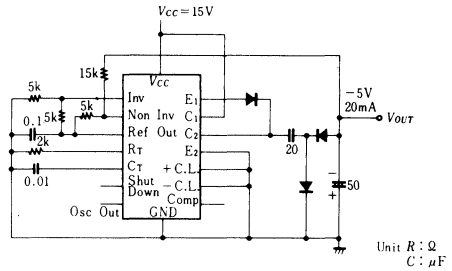 VCC=15V
15k
5k
0.1
5k
5k
2k
0.01
VCC
Inv
Non Inv
Ref Out
RT
CT
Shut Down
Osc Out
GND
E1
C1
C2
E2
+C.L.
−C.L.
Comp
20
−5V
20mA
VOUT
−
+
50
Unit R : Ω
C : μF